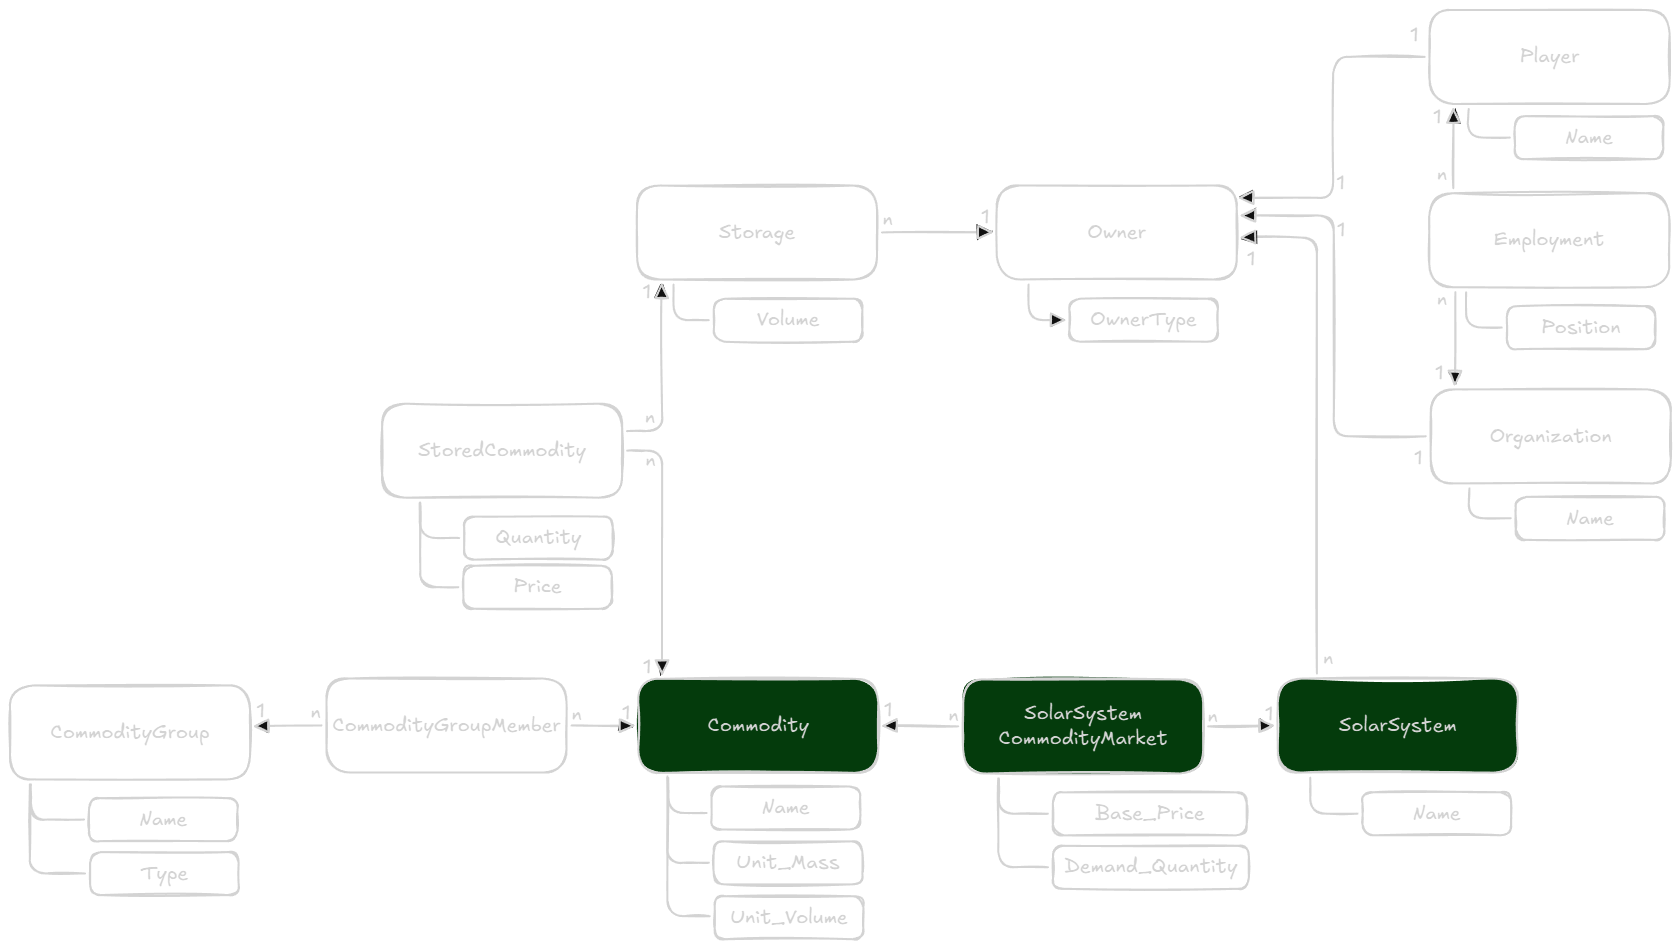 1
Player
1
Name
n
1
Storage
n
1
Owner
1
1
Employment
1
Volume
OwnerType
n
Position
1
1
Organization
1
Name
n
StoredCommodity
n
Quantity
Price
1
n
CommodityGroup
1
n
CommodityGroupMember
n
1
Commodity
1
n
SolarSystem
CommodityMarket
n
1
SolarSystem
Name
Type
Name
Unit_Mass
Unit_Volume
Base_Price
Demand_Quantity
Name